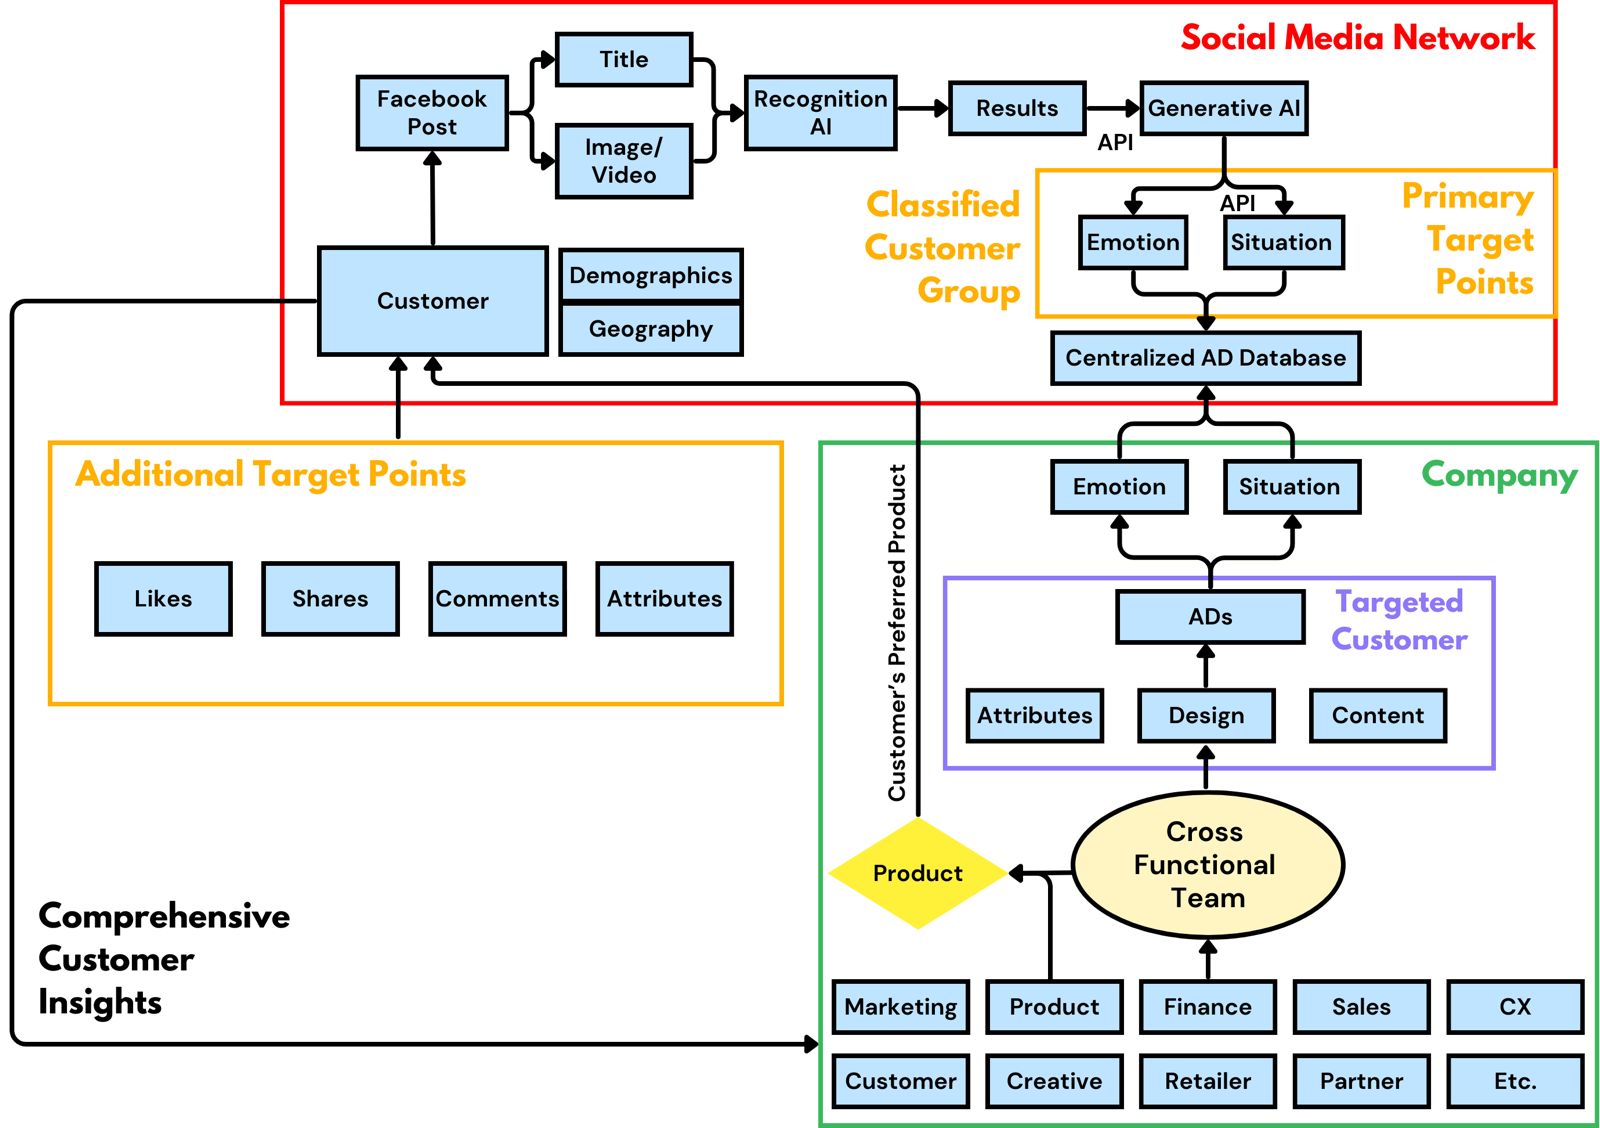 Social Media Network
Title
Facebook
Post
Image/
Video
Recognition
AI
Results
Generative AI
API
Classified
Customer
Group
Primary
Target
Points
API
Emotion
Situation
Customer
Demographics
Geography
Centralized AD Database
Additional Target Points
Likes
Shares
Comments
Attributes
Customer's Preferred Product
Company
Emotion
Situation
Targeted
Customer
ADs
Attributes
Design
Content
Cross
Functional
Team
Product
Comprehensive
Customer
Insights
Marketing
Product
Finance
Sales
CX
Customer
Creative
Retailer
Partner
Etc.